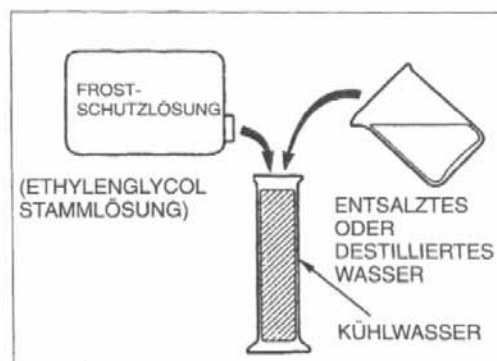 FROST-
SCHUTZLÖSUNG
(ETHYLENGLYCOL
STAMMLÖSUNG)
ENTSALZTES
ODER
DESTILLIERTES
WASSER
KÜHLWASSER